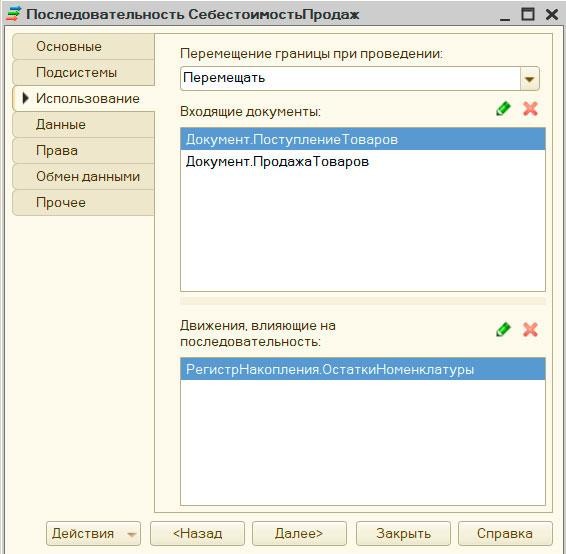 Последовательность СебестоимостьПродаж
Основные
Подсистемы
Использование
Данные
Права
Обмен данными
Прочее
Перемещение границы при проведении:
Перемещать
Входящие документы:
Документ.ПоступлениеТоваров
Документ.ПродажаТоваров
Движения, влияющие на
последовательность:
РегистрНакопления.ОстаткиНоменклатуры
Действия
<Назад
Далее>
Закрыть
Справка